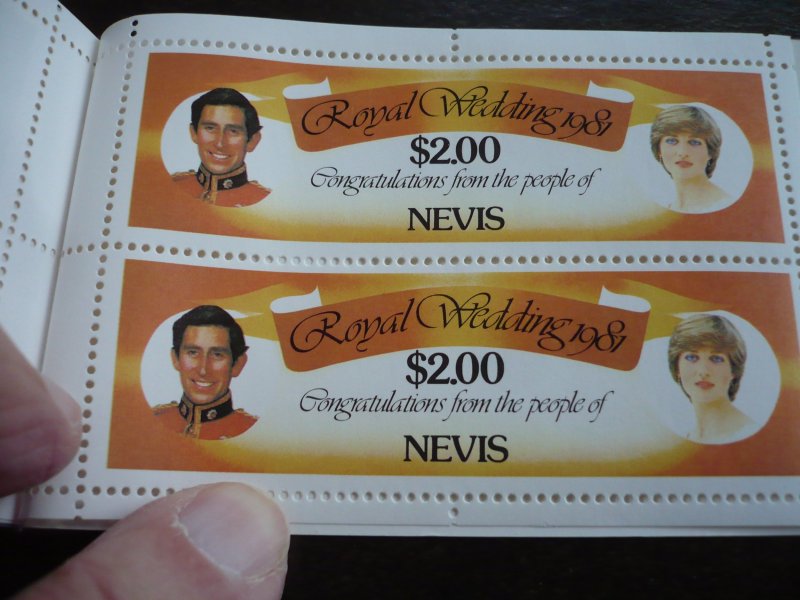 Royal Wedding 1981
$2.00
Congratulations from the people of
NEVIS
Royal Wedding 1981
$2.00
Congratulations from the people of
NEVIS